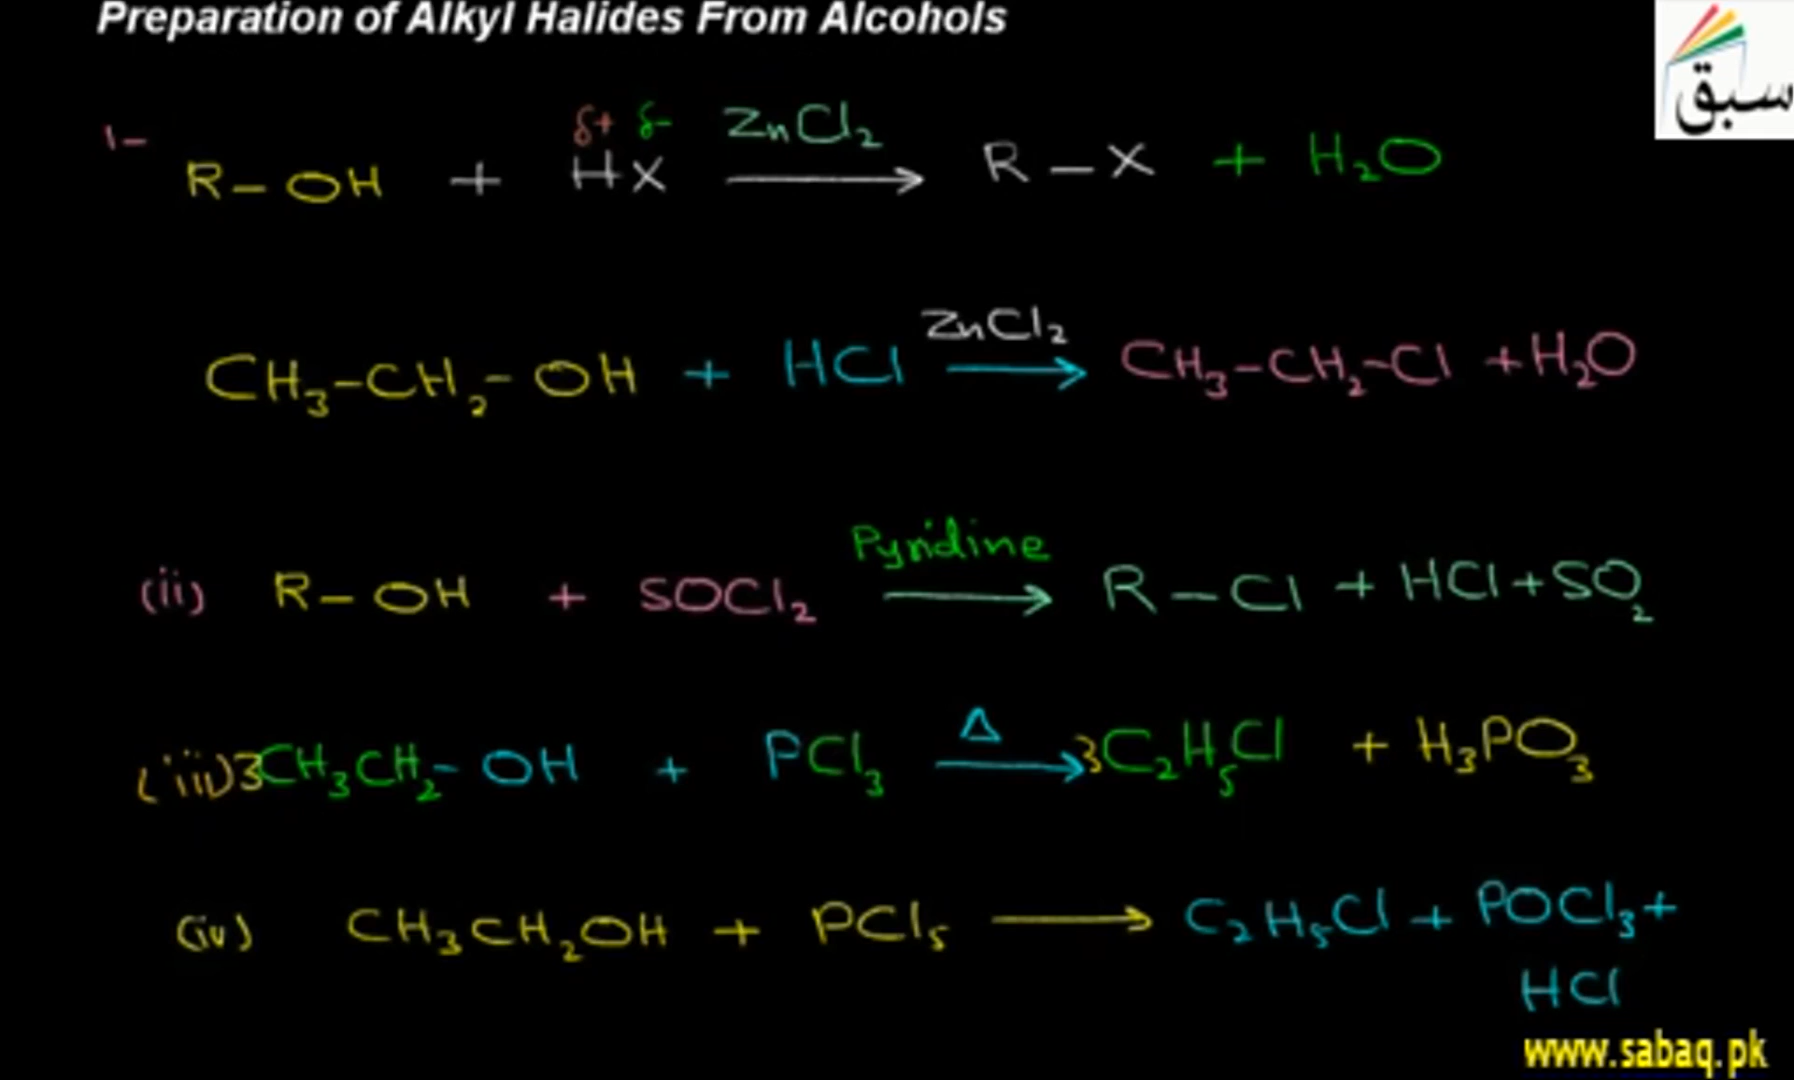 Preparation of Alkyl Halides From Alcohols
سبق
1- R-OH + HX δ+ δ- ZnCl₂ → R-X + H₂O
CH₃-CH₂-OH + HCl ZnCl₂ → CH₃-CH₂-Cl + H₂O
(ii) R-OH + SOCl₂ Pyridine → R-Cl + HCl + SO₂
(iii) 3CH₃CH₂-OH + PCl₃ Δ → 3C₂H₅Cl + H₃PO₃
(iv) CH₃CH₂OH + PCl₅ → C₂H₅Cl + POCl₃ +
HCl
www.sabaq.pk